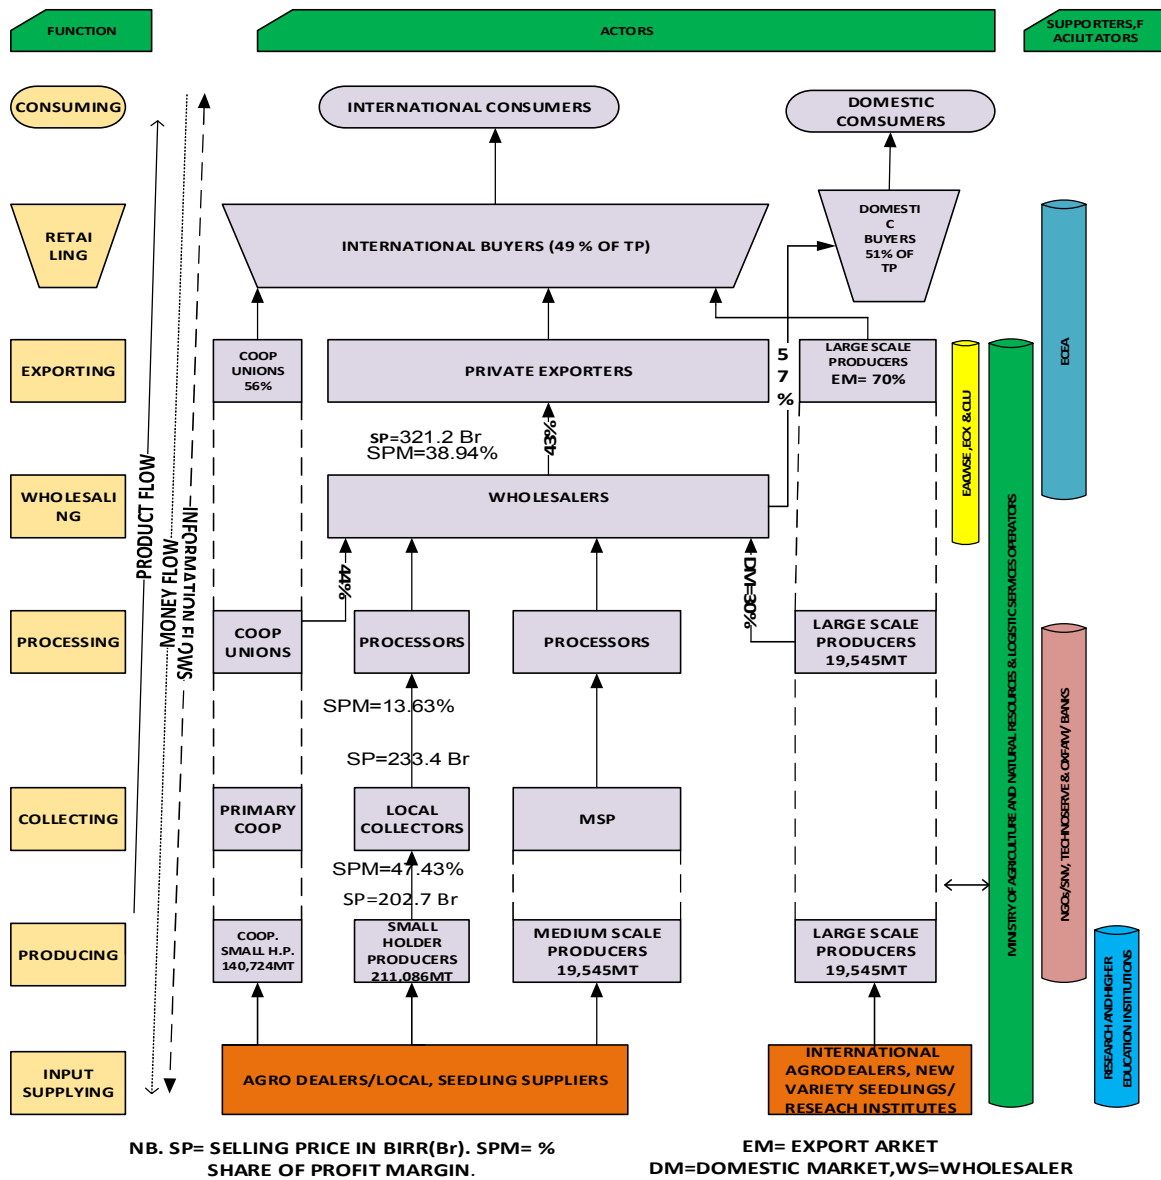 FUNCTION
ACTORS
SUPPORTERS,F
ACILITATORS
CONSUMING
INTERNATIONAL CONSUMERS
DOMESTIC
COMSUMERS
RETAI
LING
INTERNATIONAL BUYERS (49 % OF TP)
DOMESTI
C
BUYERS
51% OF
TP
EXPORTING
COOP
UNIONS
56%
PRIVATE EXPORTERS
57%
LARGE SCALE
PRODUCERS
EM= 70%
SP=321.2 Br
SPM=38.94%
43%
WHOLESALI
NG
WHOLESALERS
44%
DM=30%
PROCESSING
COOP
UNIONS
PROCESSORS
PROCESSORS
LARGE SCALE
PRODUCERS
19,545MT
SPM=13.63%
SP=233.4 Br
COLLECTING
PRIMARY
COOP
LOCAL
COLLECTORS
MSP
SPM=47.43%
SP=202.7 Br
PRODUCING
COOP.
SMALL H.P.
140,724MT
SMALL
HOLDER
PRODUCERS
211,086MT
MEDIUM SCALE
PRODUCERS
19,545MT
LARGE SCALE
PRODUCERS
19,545MT
INPUT
SUPPLYING
AGRO DEALERS/LOCAL, SEEDLING SUPPLIERS
INTERNATIONAL
AGRODEALERS, NEW
VARIETY SEEDLINGS/
RESEACH INSTITUTES
PRODUCT FLOW
MONEY FLOW
INFORMATION FLOWS
EACWSE ,ECX & CLU
MINISTRY OF AGRICULTURE AND NATURAL RESOURCES & LOGISTIC SERVICES OPERATORS
ECEA
NGOs/SNV, TECHNOSERVE & OXFAM/ BANKS
RESEARCH AND HIGHER
EDUCATION INSTITUTIONS
NB. SP= SELLING PRICE IN BIRR(Br). SPM= %
SHARE OF PROFIT MARGIN.
EM= EXPORT ARKET
DM=DOMESTIC MARKET,WS=WHOLESALER